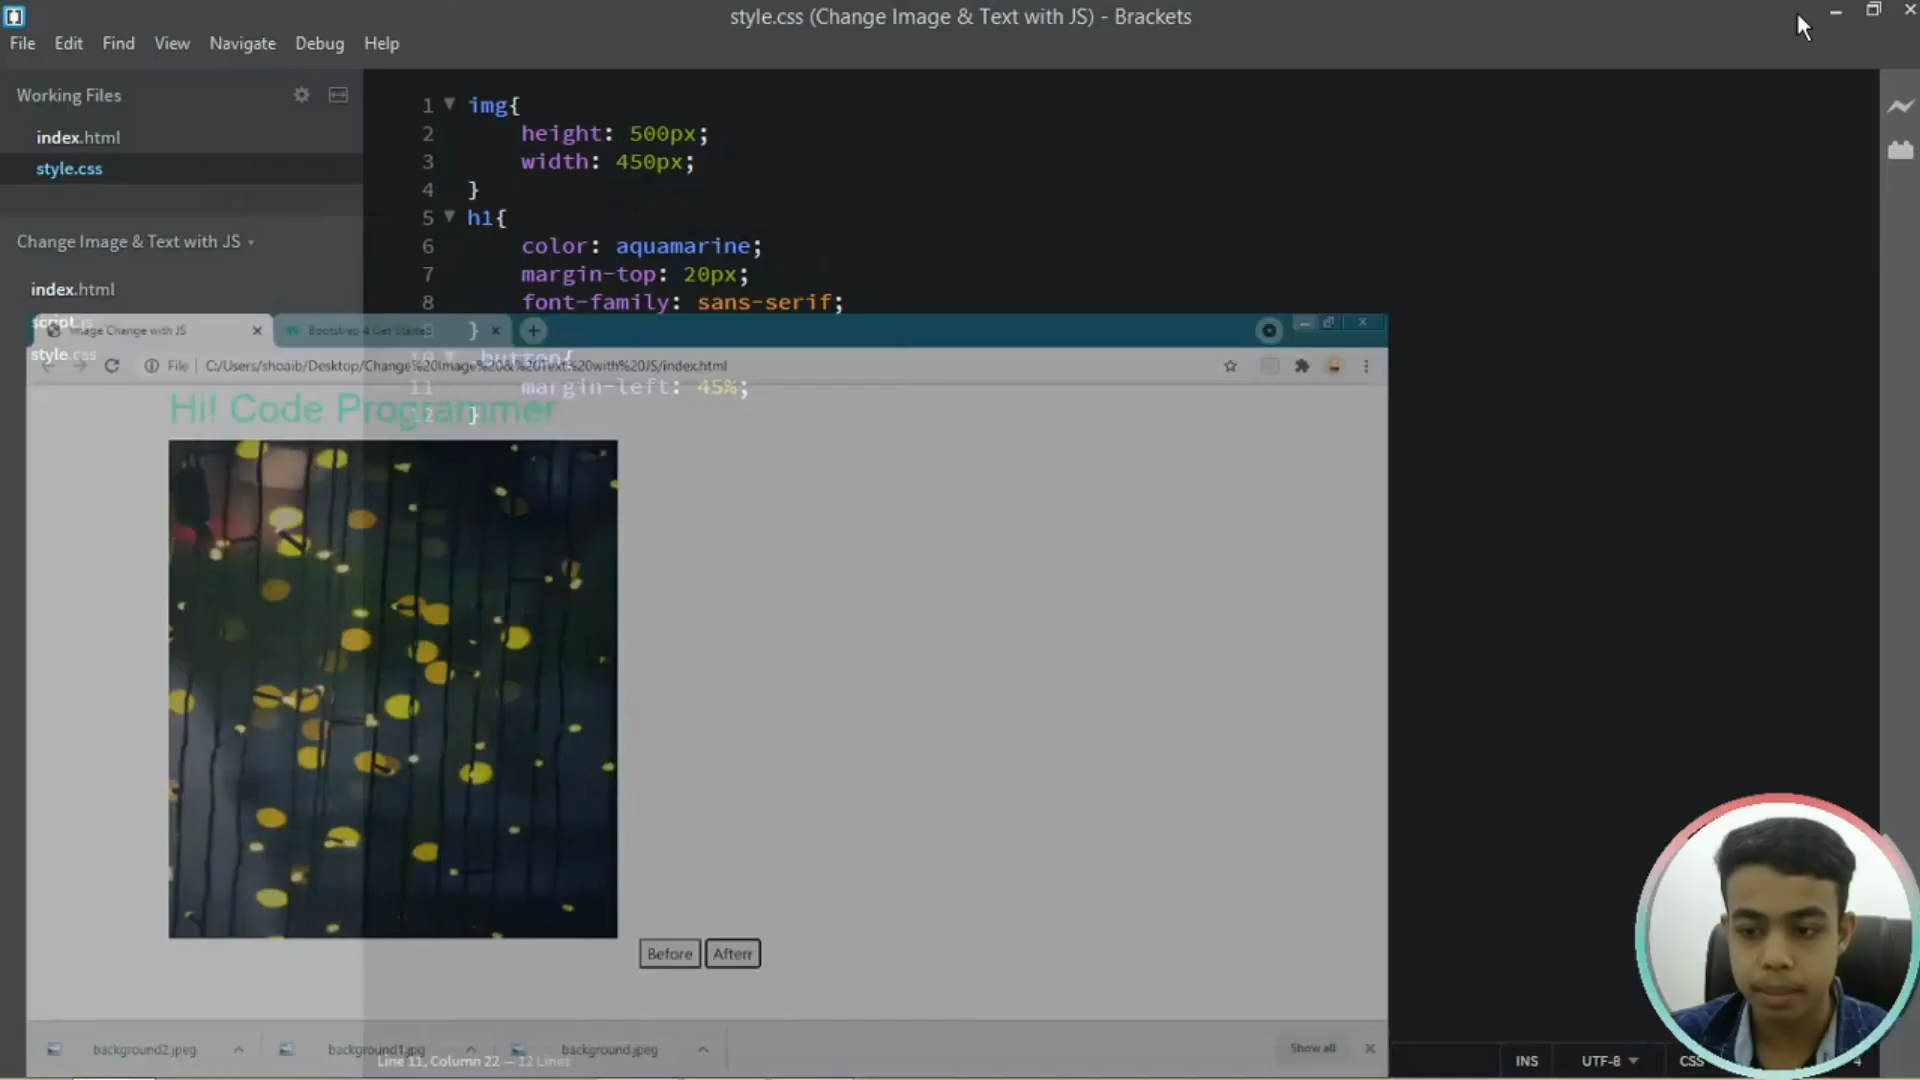 style.css (Change Image & Text with JS) - Brackets
File Edit Find View Navigate Debug Help
Working Files
index.html
style.css
Change Image & Text with JS
index.html
script.js
style.css
1 img{
2 height: 500px;
3 width: 450px;
4 }
5 h1{
6 color: aquamarine;
7 margin-top: 20px;
8 font-family: sans-serif;
9 }
10 .button{
11 margin-left: 45%;
12 }
Image Change with JS
Bootstrap 4 Get Started
File C:/Users/shoaib/Desktop/Change%20Image%20&%20Text%20with%20JS/index.html
Hi! Code Programmer
Before Afterr
background2.jpeg background1.jpg background.jpeg Show all
Line 11, Column 22 — 12 Lines
INS UTF-8 CSS 4